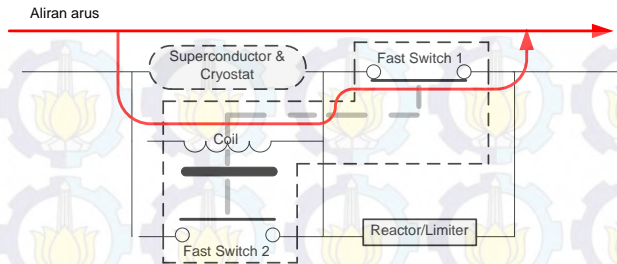 Aliran arus
Superconductor &
Cryostat
Fast Switch 1
Coil
Reactor/Limiter
Fast Switch 2